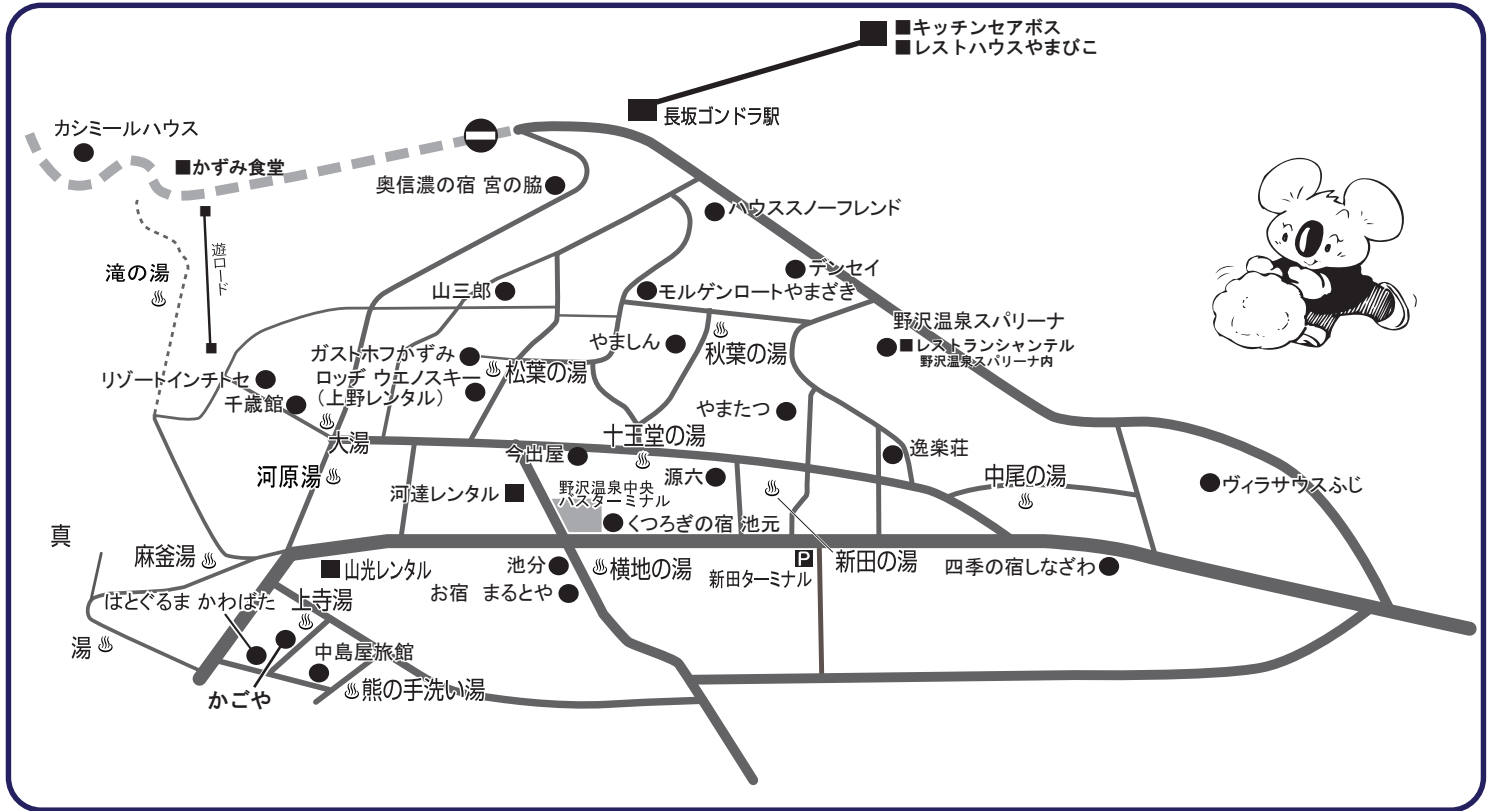 ■キッチンセアボス
■レストハウスやまびこ
長坂ゴンドラ駅
カシミールハウス
■かずみ食堂
奥信濃の宿 宮の脇
ハウススノーフレンド
遊ロード
滝の湯
デンセイ
山三郎
モルゲンロートやまざき
野沢温泉スパリーナ
■レストランシャンテル
野沢温泉スパリーナ内
やましん
秋葉の湯
ガストホフかずみ
松葉の湯
ロッヂ ウエノスキー
(上野レンタル)
リゾートインチトセ
千歳館
やまたつ
大湯
十王堂の湯
今出屋
逸楽荘
河原湯
源六
中尾の湯
ヴィラサウスふじ
河達レンタル
野沢温泉中央
バスターミナル
くつろぎの宿 池元
真
麻釜湯
山光レンタル
池分
横地の湯
P
新田ターミナル
新田の湯
四季の宿しなざわ
お宿 まるとや
はとぐるま かわばた
上寺湯
湯
中島屋旅館
かごや
熊の手洗い湯